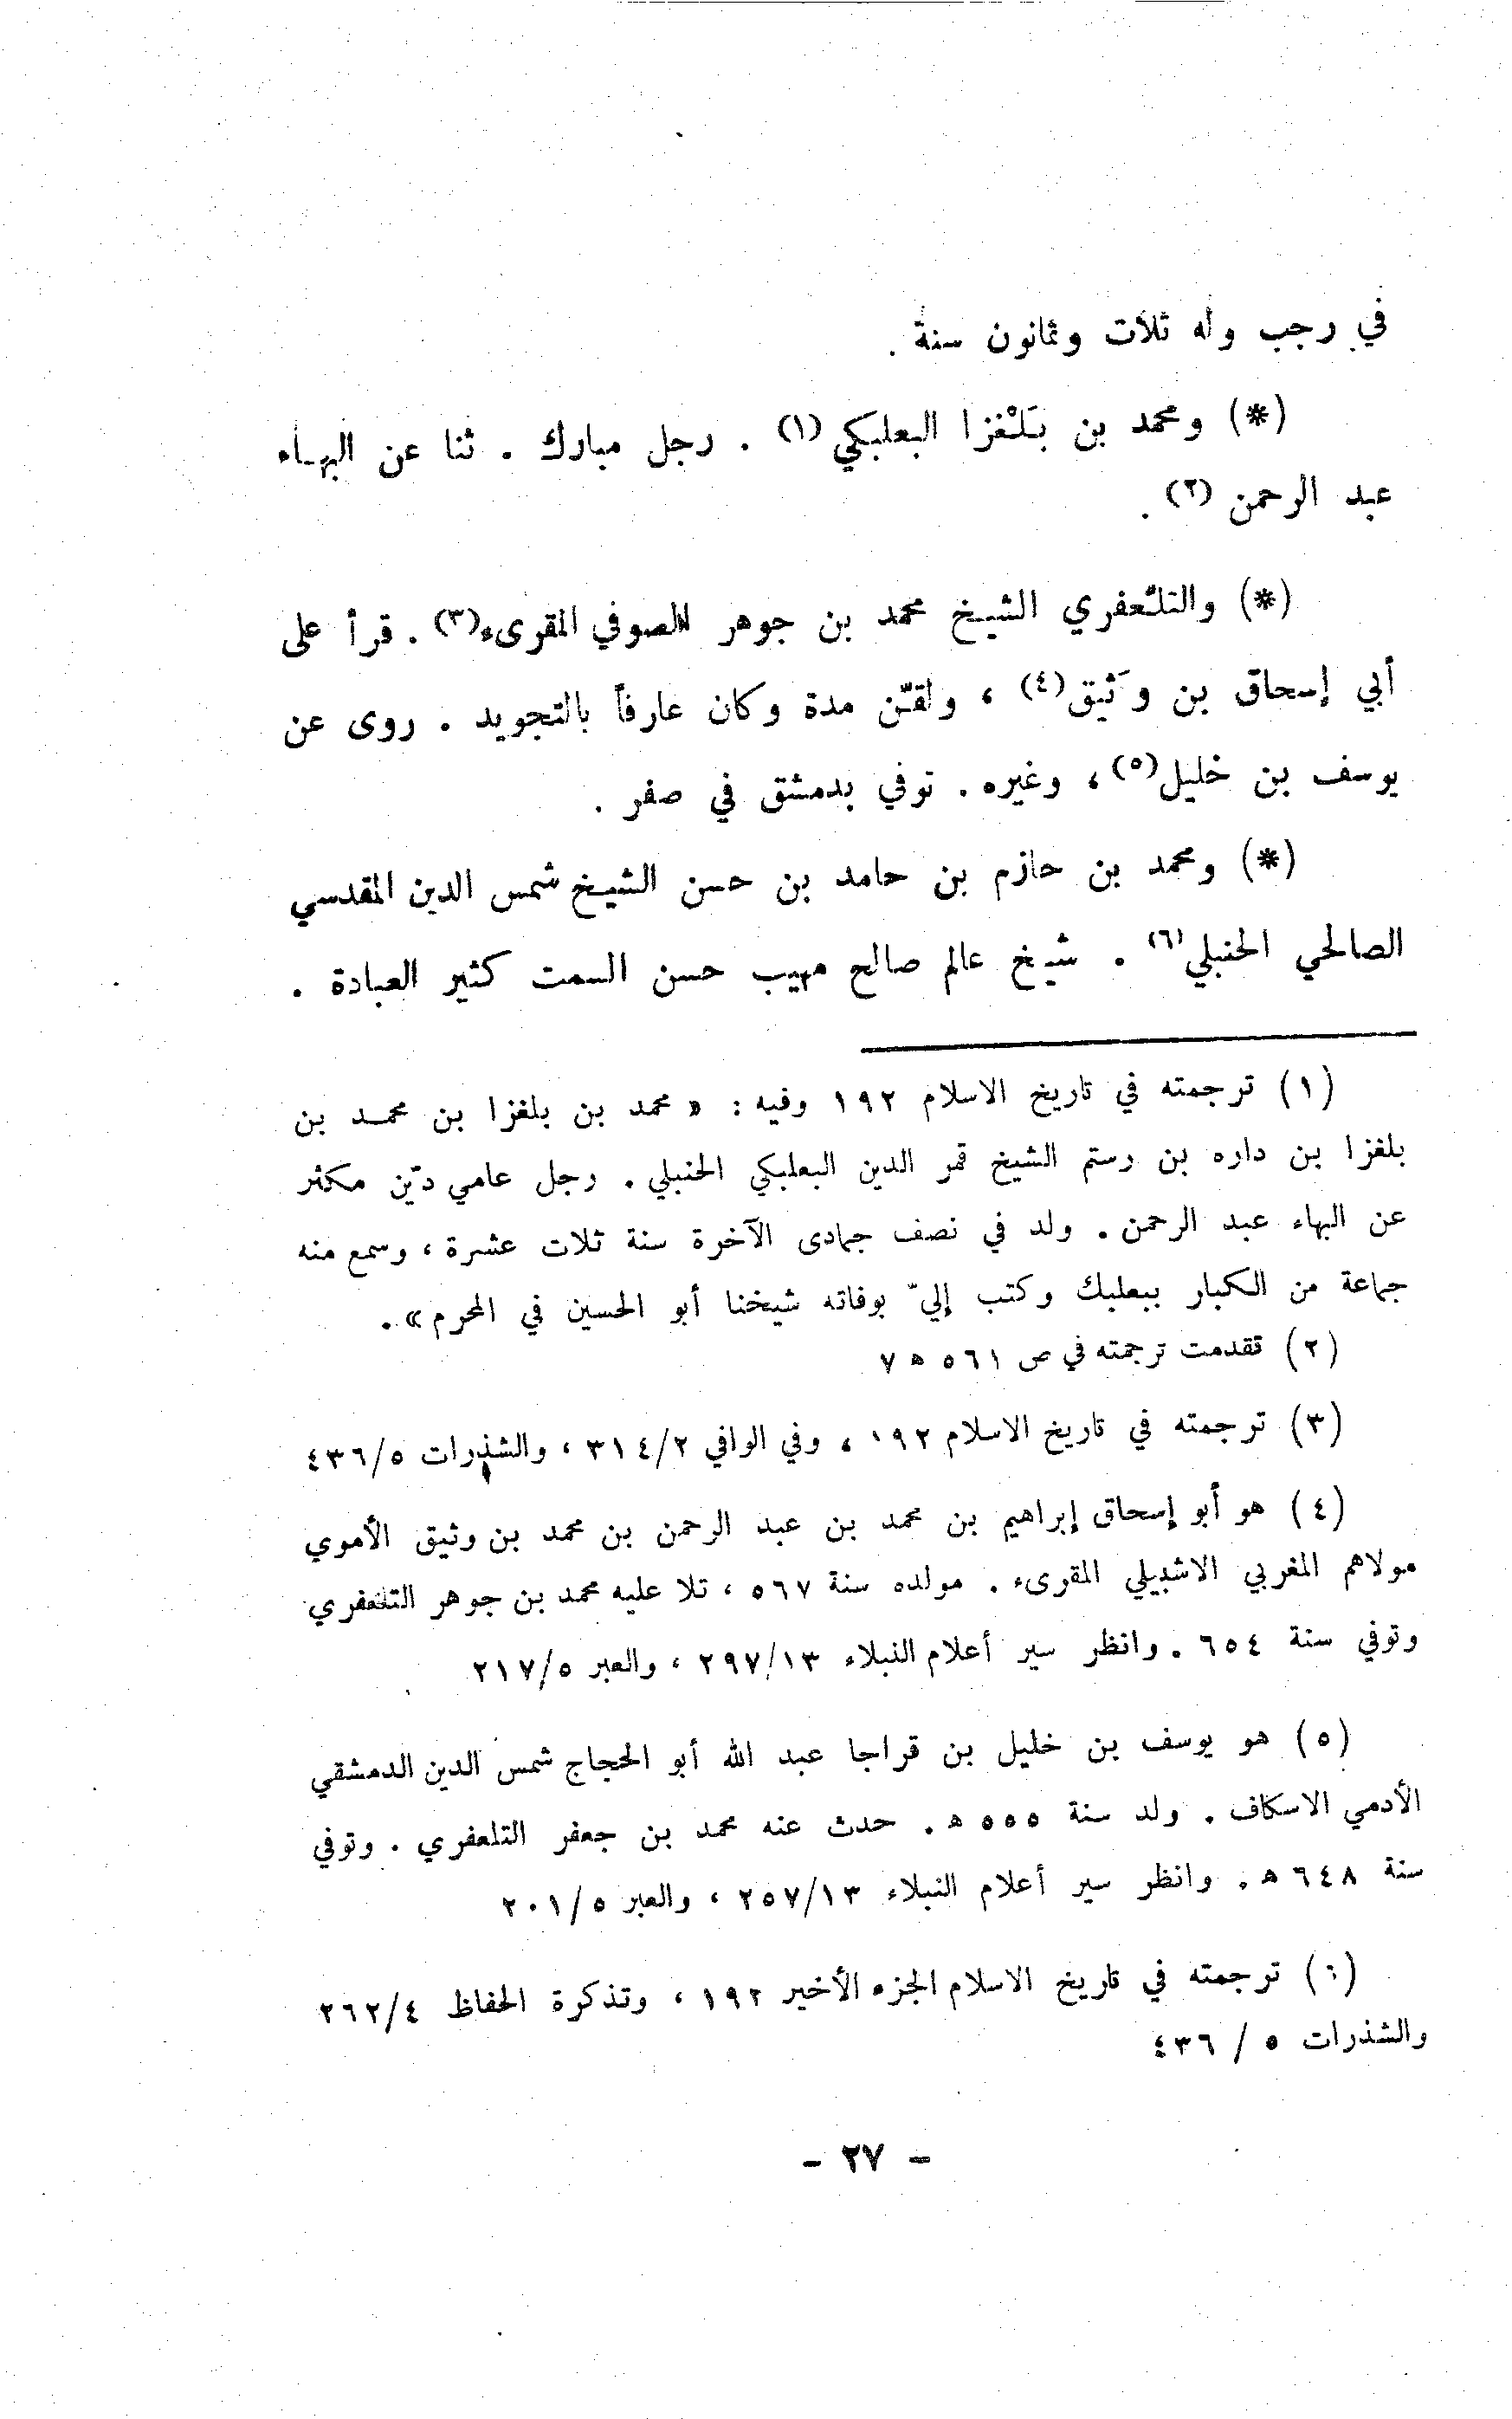 في رجب وله ثلاث وثمانون سنة .
(*) ومحمد بن بَلْغزا البعلبكي (١) . رجل مبارك . ثنا عن البهاء
عبد الرحمن (٢) .
(*) والتلَّعفري الشيخ محمد بن جوهر الصوفي المقرىء(٣) . قرأ على
أبي إسحاق بن وَثيق(٤) ، ولقّن مدة وكان عارفاً بالتجويد . روى عن
يوسف بن خليل(٥) ، وغيره . توفي بدمشق في صفر .
(*) ومحمد بن حازم بن حامد بن حسن الشيخ شمس الدين المقدسي
الصالحي الحنبلي(٦) . شيخ عالم صالح مهيب حسن السمت كثير العبادة .
(١) ترجمته في تاريخ الاسلام ١٩٢ وفيه : « محمد بن بلغزا بن محمد بن
بلغزا بن داره بن رستم الشيخ قمر الدين البعلبكي الحنبلي . رجل عامي ديّن مكثر
عن البهاء عبد الرحمن . ولد في نصف جمادى الآخرة سنة ثلاث عشرة ، وسمع منه
جماعة من الكبار ببعلبك وكتب إليّ بوفاته شيخنا أبو الحسين في المحرم » .
(٢) تقدمت ترجمته في ص ٥٦١ ه ٧
(٣) ترجمته في تاريخ الاسلام ١٩٢ ، وفي الوافي ٣١٤/٢ ، والشذرات ٤٣٦/٥
(٤) هو أبو إسحاق إبراهيم بن محمد بن عبد الرحمن بن محمد بن وثيق الأموي
مولاهم المغربي الاشبيلي المقرىء . مولده سنة ٥٦٧ ، تلا عليه محمد بن جوهر التلعفري
وتوفي سنة ٦٥٤ . وانظر سير أعلام النبلاء ٢٩٧/١٣ ، والعبر ٢١٧/٥
(٥) هو يوسف بن خليل بن قراجا عبد الله أبو الحجاج شمس الدين الدمشقي
الأدمي الاسكاف . ولد سنة ٥٥٥ ه . حدث عنه محمد بن جعفر التلعفري . وتوفي
سنة ٦٤٨ ه . وانظر سير أعلام النبلاء ٢٥٧/١٣ ، والعبر ٢٠١/٥
(٦) ترجمته في تاريخ الاسلام الجزء الأخير ١٩٢ ، وتذكرة الحفاظ ٢٦٢/٤
والشذرات ٥ / ٤٣٦
- ٢٧ -